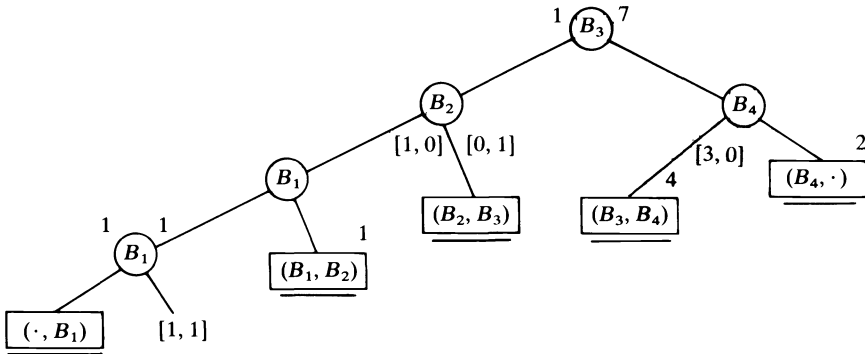 1 B₃ 7
B₂
B₄
[1, 0] [0, 1]
[3, 0]
2
B₁
4
(B₄, ·)
(B₂, B₃)
(B₃, B₄)
1 1
1
B₁
(B₁, B₂)
(·, B₁)
[1, 1]